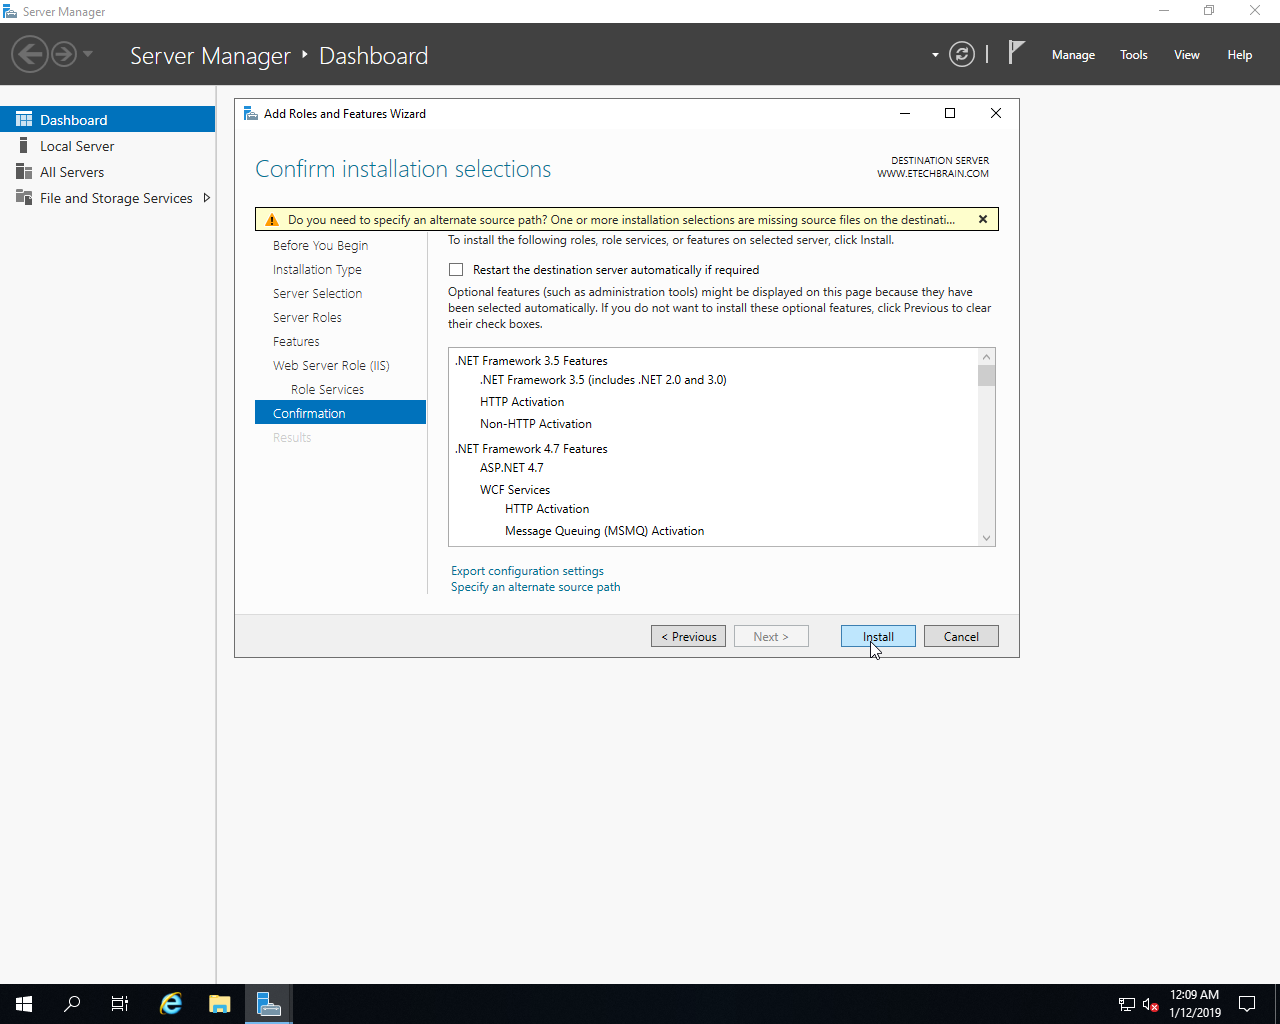 Server Manager
Server Manager ‣ Dashboard
Manage
Tools
View
Help
Dashboard
Local Server
All Servers
File and Storage Services
Add Roles and Features Wizard
Confirm installation selections
DESTINATION SERVER
WWW.ETECHBRAIN.COM
Do you need to specify an alternate source path? One or more installation selections are missing source files on the destinati...
Before You Begin
Installation Type
Server Selection
Server Roles
Features
Web Server Role (IIS)
Role Services
Confirmation
Results
To install the following roles, role services, or features on selected server, click Install.
Restart the destination server automatically if required
Optional features (such as administration tools) might be displayed on this page because they have
been selected automatically. If you do not want to install these optional features, click Previous to clear
their check boxes.
.NET Framework 3.5 Features
.NET Framework 3.5 (includes .NET 2.0 and 3.0)
HTTP Activation
Non-HTTP Activation
.NET Framework 4.7 Features
ASP.NET 4.7
WCF Services
HTTP Activation
Message Queuing (MSMQ) Activation
Export configuration settings
Specify an alternate source path
< Previous
Next >
Install
Cancel
12:09 AM
1/12/2019